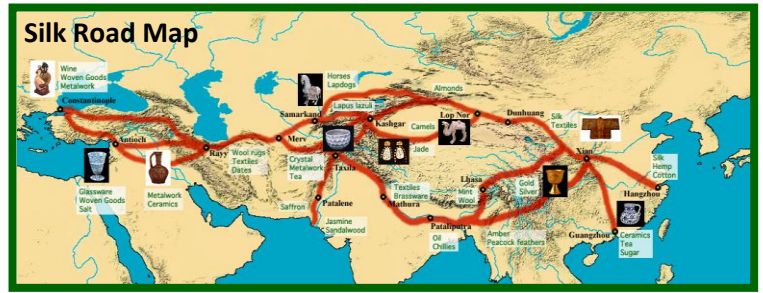 Silk Road Map
Wine
Woven Goods
Metalwork
Constantinople
Antioch
Glassware
Woven Goods
Salt
Metalwork
Ceramics
Rayy
Wool rugs
Textiles
Dates
Merv
Horses
Lapdogs
Samarkand
Lapus lazuli
Kashgar
Almonds
Crystal
Metalwork
Tea
Taxila
Camels
Jade
Lop Nor
Dunhuang
Silk
Textiles
Xian
Saffron
Patalene
Jasmine
Sandalwood
Textiles
Brassware
Mathura
Pataliputra
Oil
Chillies
Lhasa
Mint
Wool
Gold
Silver
Amber
Peacock feathers
Silk
Hemp
Cotton
Hangzhou
Guangzhou
Ceramics
Tea
Sugar